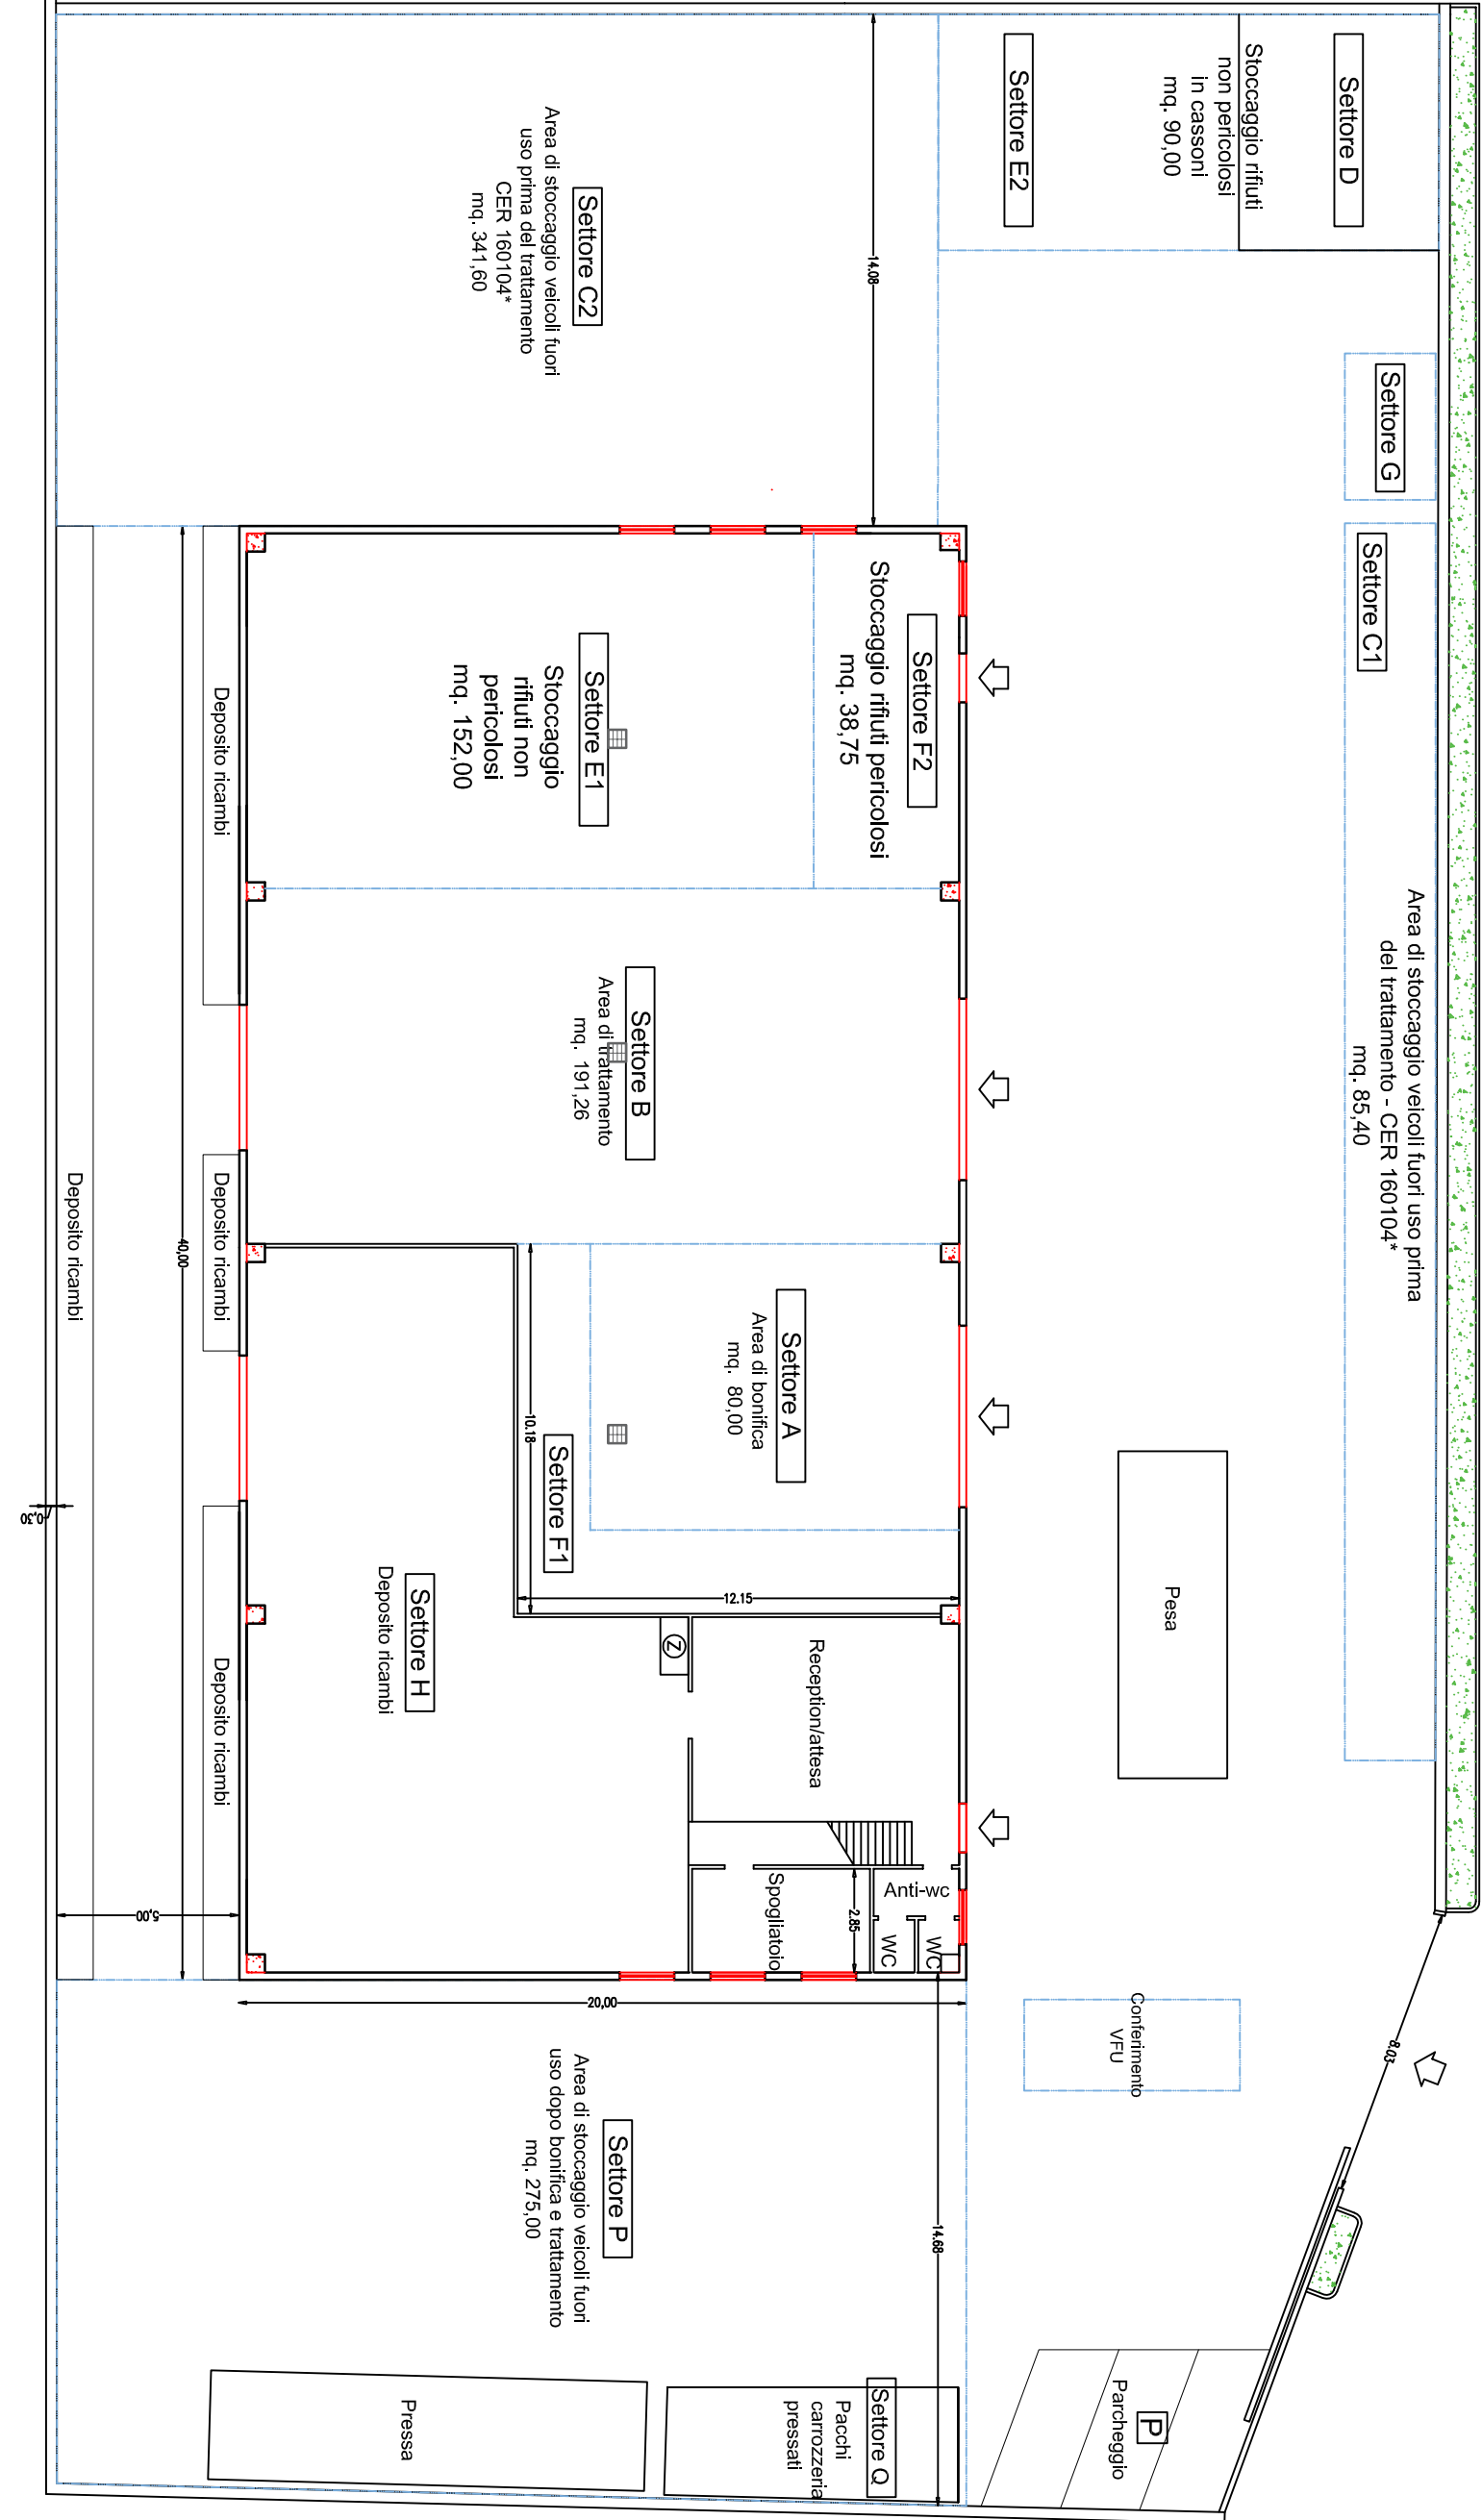 Settore D
Stoccaggio rifiuti
non pericolosi
in cassoni
mq. 90,00
Settore E2
Settore G
Settore C1
Area di stoccaggio veicoli fuori uso prima
del trattamento - CER 160104*
mq. 85,40
14.08
Settore C2
Area di stoccaggio veicoli fuori
uso prima del trattamento
CER 160104*
mq. 341,60
Settore F2
Stoccaggio rifiuti pericolosi
mq. 38,75
Settore E1
Stoccaggio
rifiuti non
pericolosi
mq. 152,00
Settore B
Area di trattamento
mq. 191,26
Settore A
Area di bonifica
mq. 80,00
Settore F1
10.18
12.15
Settore H
Deposito ricambi
Z
Reception/attesa
Spogliatoio
2.85
Anti-wc
WC
WC
Pesa
Deposito ricambi
Deposito ricambi
Deposito ricambi
Deposito ricambi
40,00
0,30
5,00
20,00
14.68
8.03
Conferimento
VFU
Settore P
Area di stoccaggio veicoli fuori
uso dopo bonifica e trattamento
mq. 275,00
P
Parcheggio
Settore Q
Pacchi
carrozzeria
pressati
Pressa